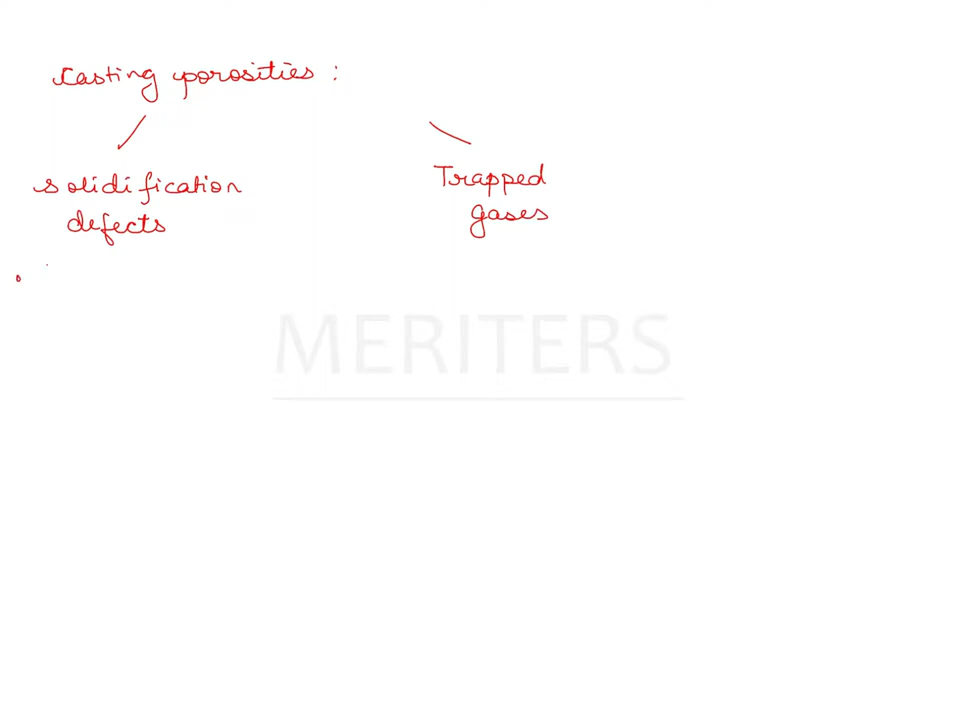 Casting porosities :
solidification
defects
Trapped
gases
MERITERS